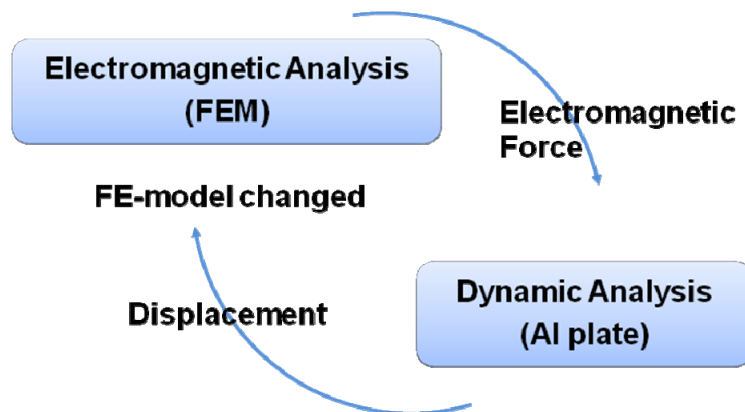 Electromagnetic Analysis
(FEM)
Electromagnetic
Force
FE-model changed
Dynamic Analysis
(Al plate)
Displacement